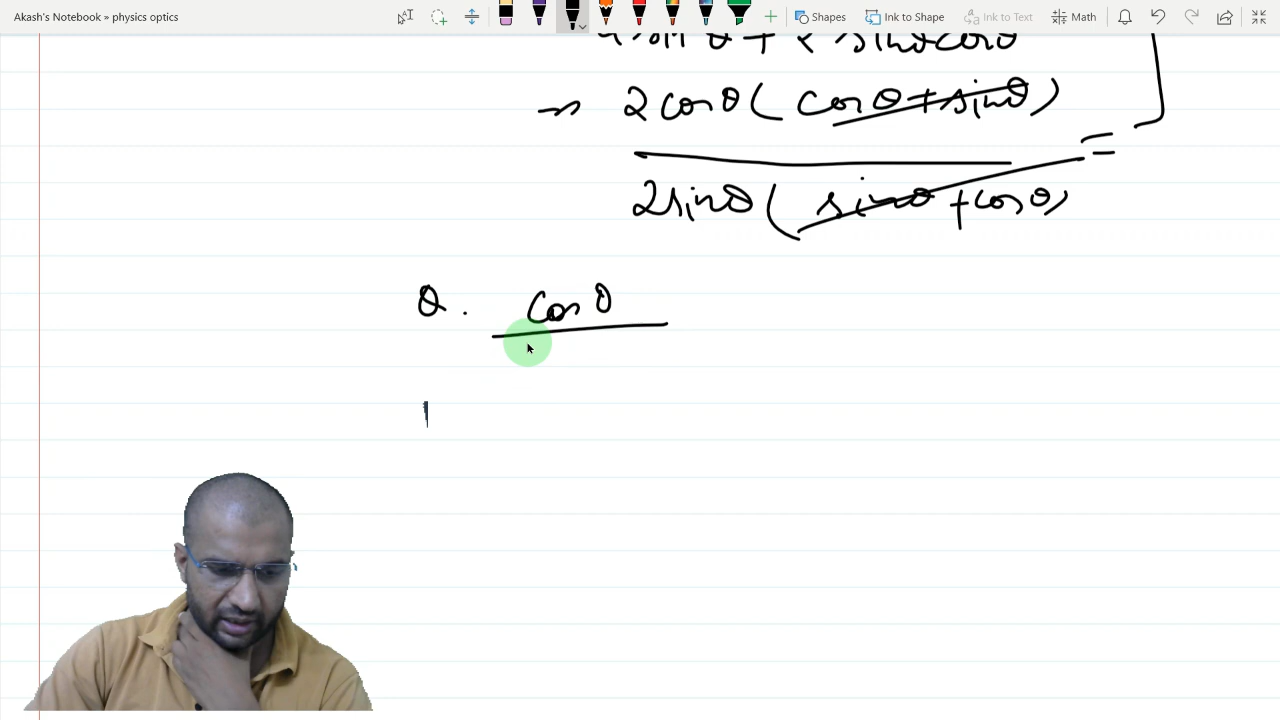 Akash's Notebook » physics optics
Shapes
Ink to Shape
Ink to Text
Math
sinθcosθ
⇒ 2cosθ( cosθ+sinθ)
=
2sinθ( sinθ +cosθ)
Q. cosθ